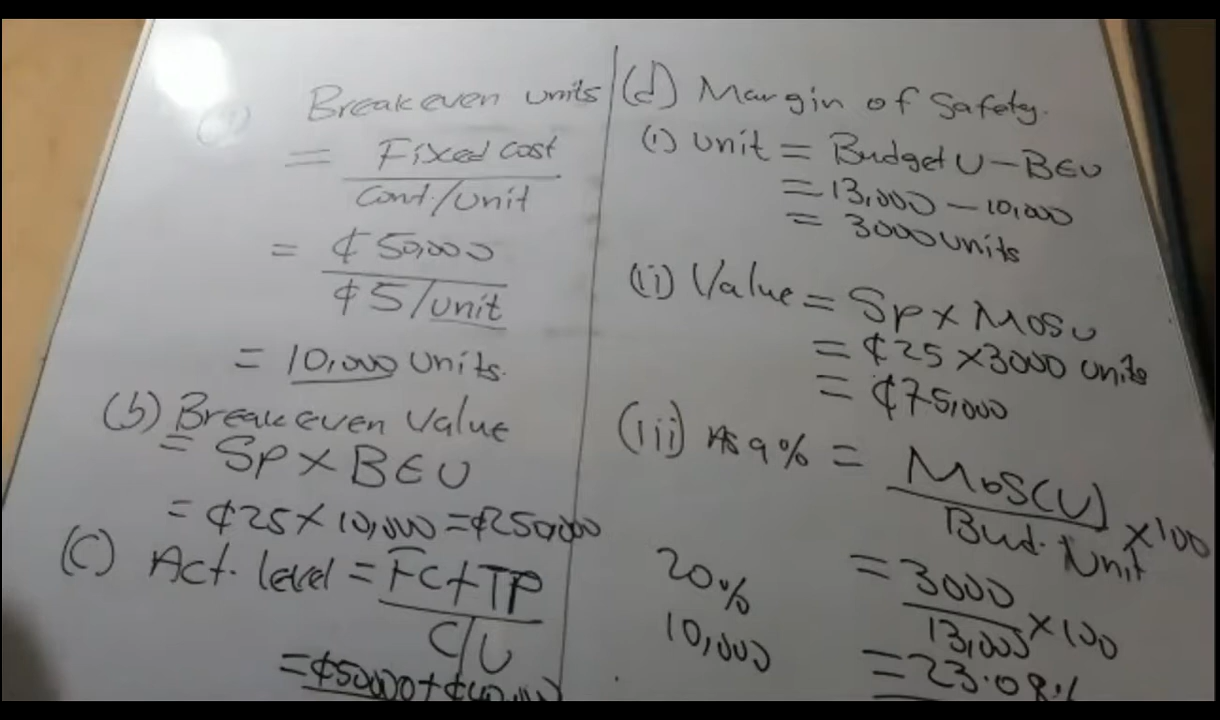 (a) Breakeven units
= Fixed cost
Cont./unit
= ¢50,000
¢5/unit
= 10,000 units.
(b) Breakeven Value
= SP X BEU
= ¢25 X 10,000 = ¢250,000
(c) Act. level = FC + TP
C/U
= ¢50000 + ¢40,000
(d) Margin of Safety.
(i) Unit = Budget U - BEU
= 13,000 - 10,000
= 3000 units
(ii) Value = SP X MOSU
= ¢25 X 3000 units
= ¢75,000
(iii) As a % = MOS(U)
Bud. Unit X 100
= 3000
13,000 X 100
= 23.08%
20%
10,000